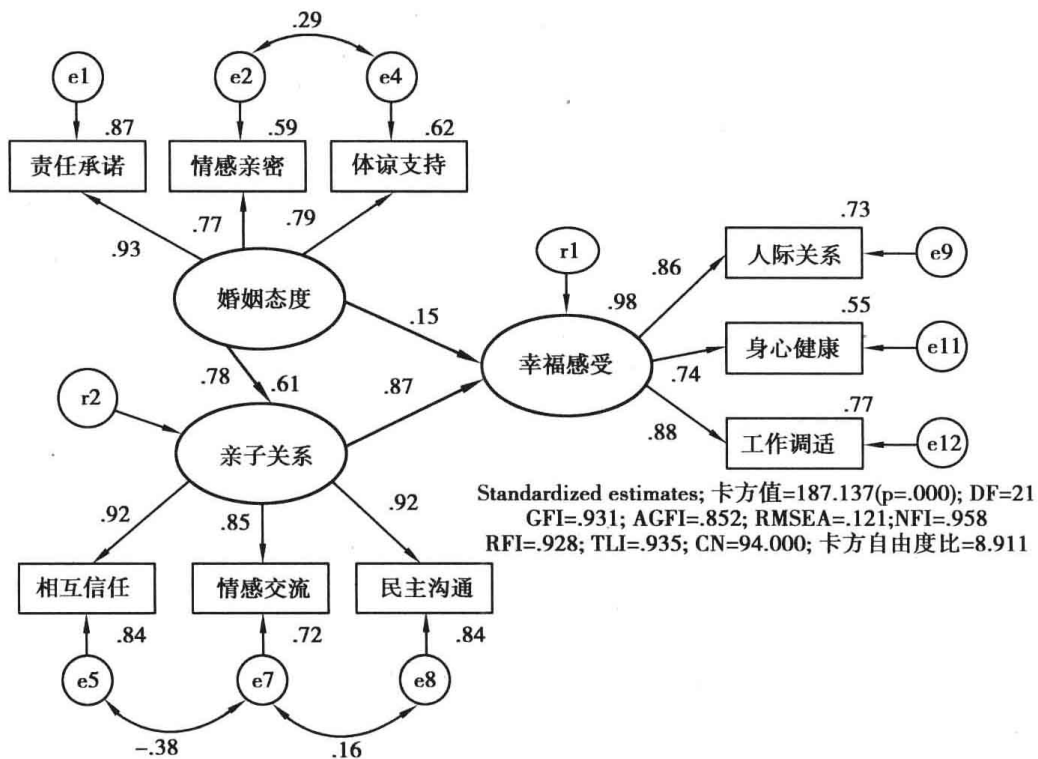 .29
e1
e2
e4
.87
.59
.62
责任承诺
情感亲密
体谅支持
.93
.77
.79
婚姻态度
r1
.98
.15
.86
.73
人际关系
e9
.55
幸福感受
.74
身心健康
e11
.78
.61
.87
.88
.77
工作调适
e12
r2
亲子关系
Standardized estimates; 卡方值=187.137(p=.000); DF=21
GFI=.931; AGFI=.852; RMSEA=.121;NFI=.958
RFI=.928; TLI=.935; CN=94.000; 卡方自由度比=8.911
.92
.85
.92
相互信任
情感交流
民主沟通
.84
.72
.84
e5
e7
e8
-.38
.16